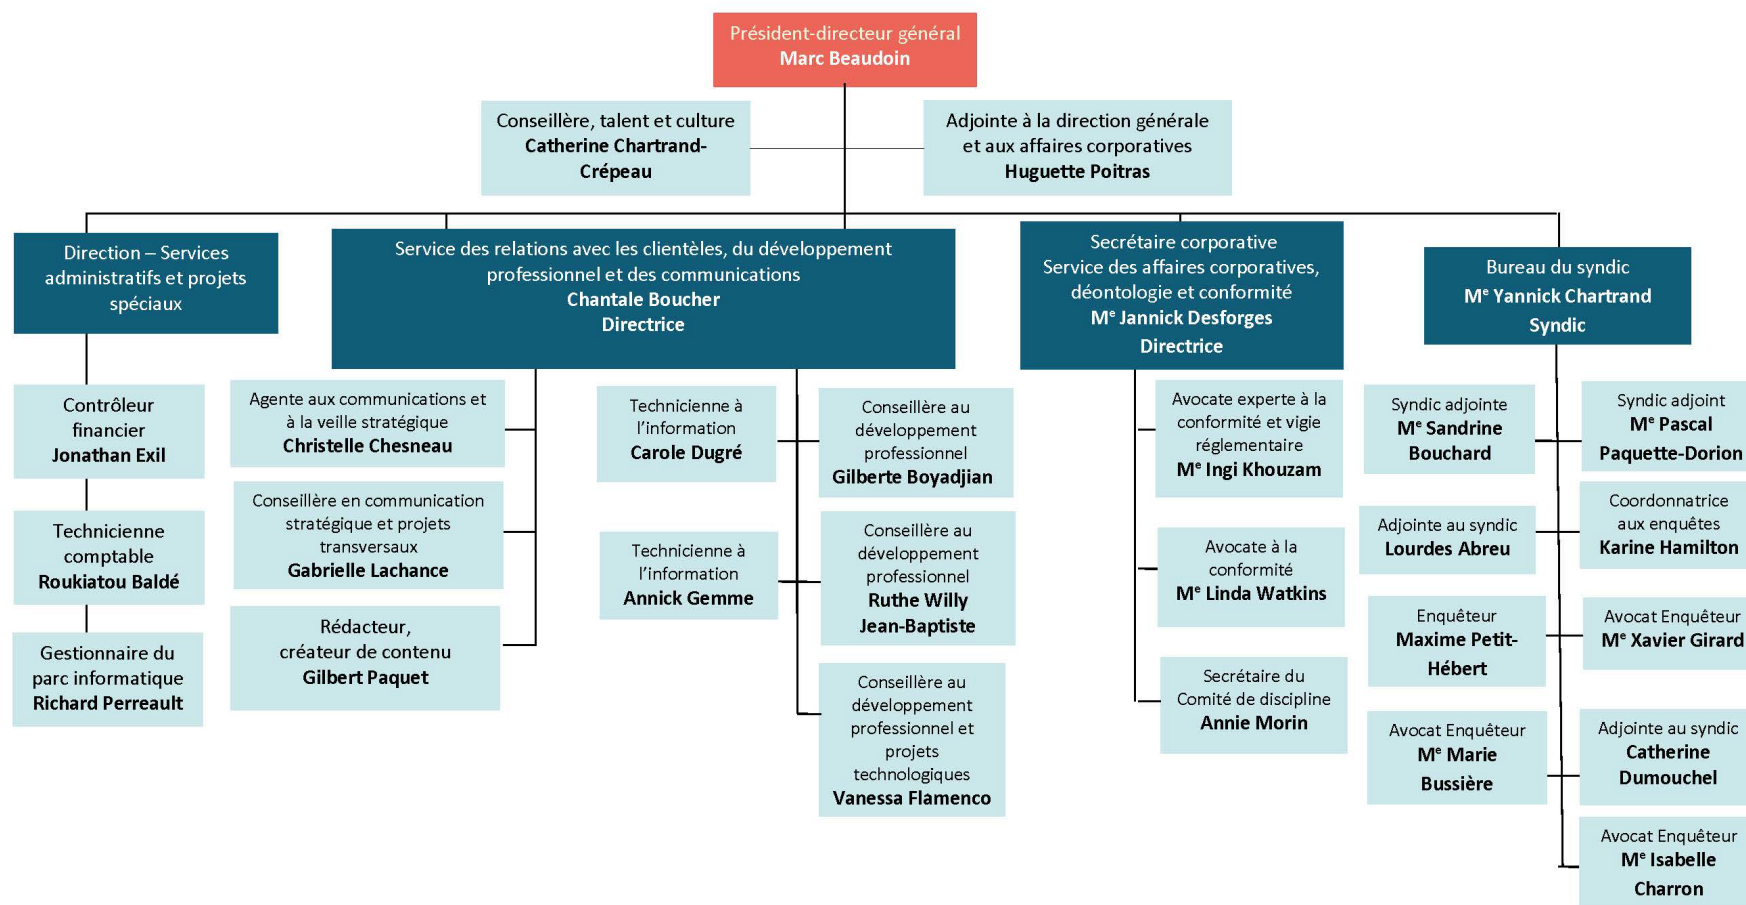 Président-directeur général
Marc Beaudoin
Conseillère, talent et culture
Catherine Chartrand-
Crépeau
Adjointe à la direction générale
et aux affaires corporatives
Huguette Poitras
Direction – Services
administratifs et projets
spéciaux
Contrôleur
financier
Jonathan Exil
Technicienne
comptable
Roukiatou Baldé
Gestionnaire du
parc informatique
Richard Perreault
Service des relations avec les clientèles, du développement
professionnel et des communications
Chantale Boucher
Directrice
Agente aux communications et
à la veille stratégique
Christelle Chesneau
Conseillère en communication
stratégique et projets
transversaux
Gabrielle Lachance
Rédacteur,
créateur de contenu
Gilbert Paquet
Technicienne à
l’information
Carole Dugré
Technicienne à
l’information
Annick Gemme
Conseillère au
développement
professionnel
Gilberte Boyadjian
Conseillère au
développement
professionnel
Ruthe Willy
Jean-Baptiste
Conseillère au
développement
professionnel et
projets
technologiques
Vanessa Flamenco
Secrétaire corporative
Service des affaires corporatives,
déontologie et conformité
Mᵉ Jannick Desforges
Directrice
Avocate experte à la
conformité et vigie
réglementaire
Mᵉ Ingi Khouzam
Avocate à la
conformité
Mᵉ Linda Watkins
Secrétaire du
Comité de discipline
Annie Morin
Bureau du syndic
Mᵉ Yannick Chartrand
Syndic
Syndic adjointe
Mᵉ Sandrine
Bouchard
Syndic adjoint
Mᵉ Pascal
Paquette-Dorion
Adjointe au syndic
Lourdes Abreu
Coordonnatrice
aux enquêtes
Karine Hamilton
Enquêteur
Maxime Petit-
Hébert
Avocat Enquêteur
Mᵉ Xavier Girard
Avocat Enquêteur
Mᵉ Marie
Bussière
Adjointe au syndic
Catherine
Dumouchel
Avocat Enquêteur
Mᵉ Isabelle
Charron